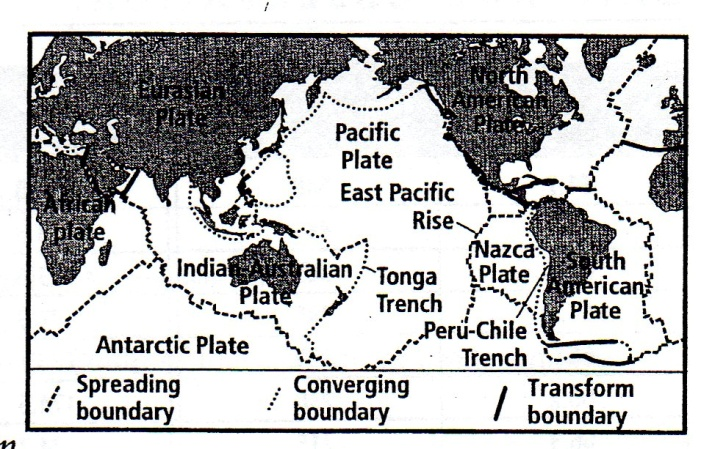 Eurasian
Plate
North
American
Plate
Pacific
Plate
African
plate
East Pacific
Rise
Nazca
Plate
South
American
Plate
Indian-Australian
Plate
Tonga
Trench
Peru-Chile
Trench
Antarctic Plate
Spreading
boundary
Converging
boundary
Transform
boundary